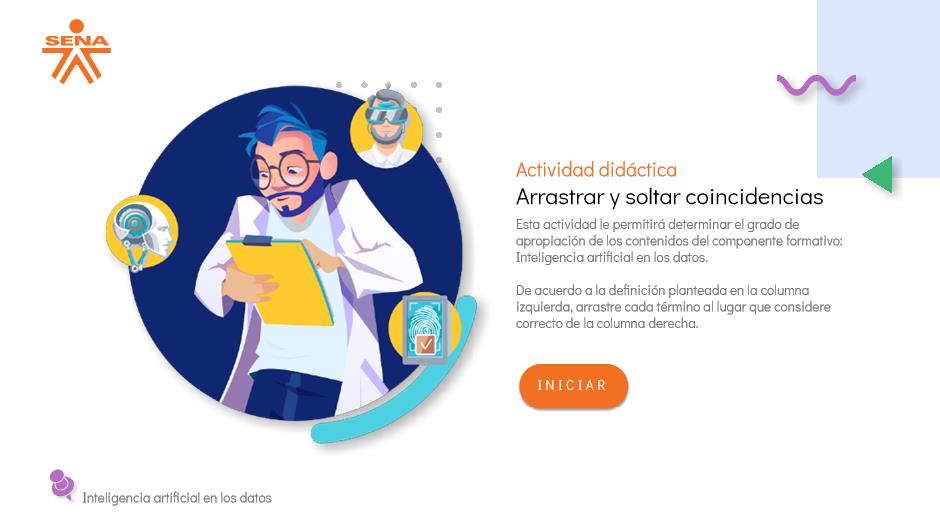 SENA
Actividad didáctica
Arrastrar y soltar coincidencias
Esta actividad le permitirá determinar el grado de
apropiación de los contenidos del componente formativo:
Inteligencia artificial en los datos.
De acuerdo a la definición planteada en la columna
izquierda, arrastre cada término al lugar que considere
correcto de la columna derecha.
INICIAR
Inteligencia artificial en los datos